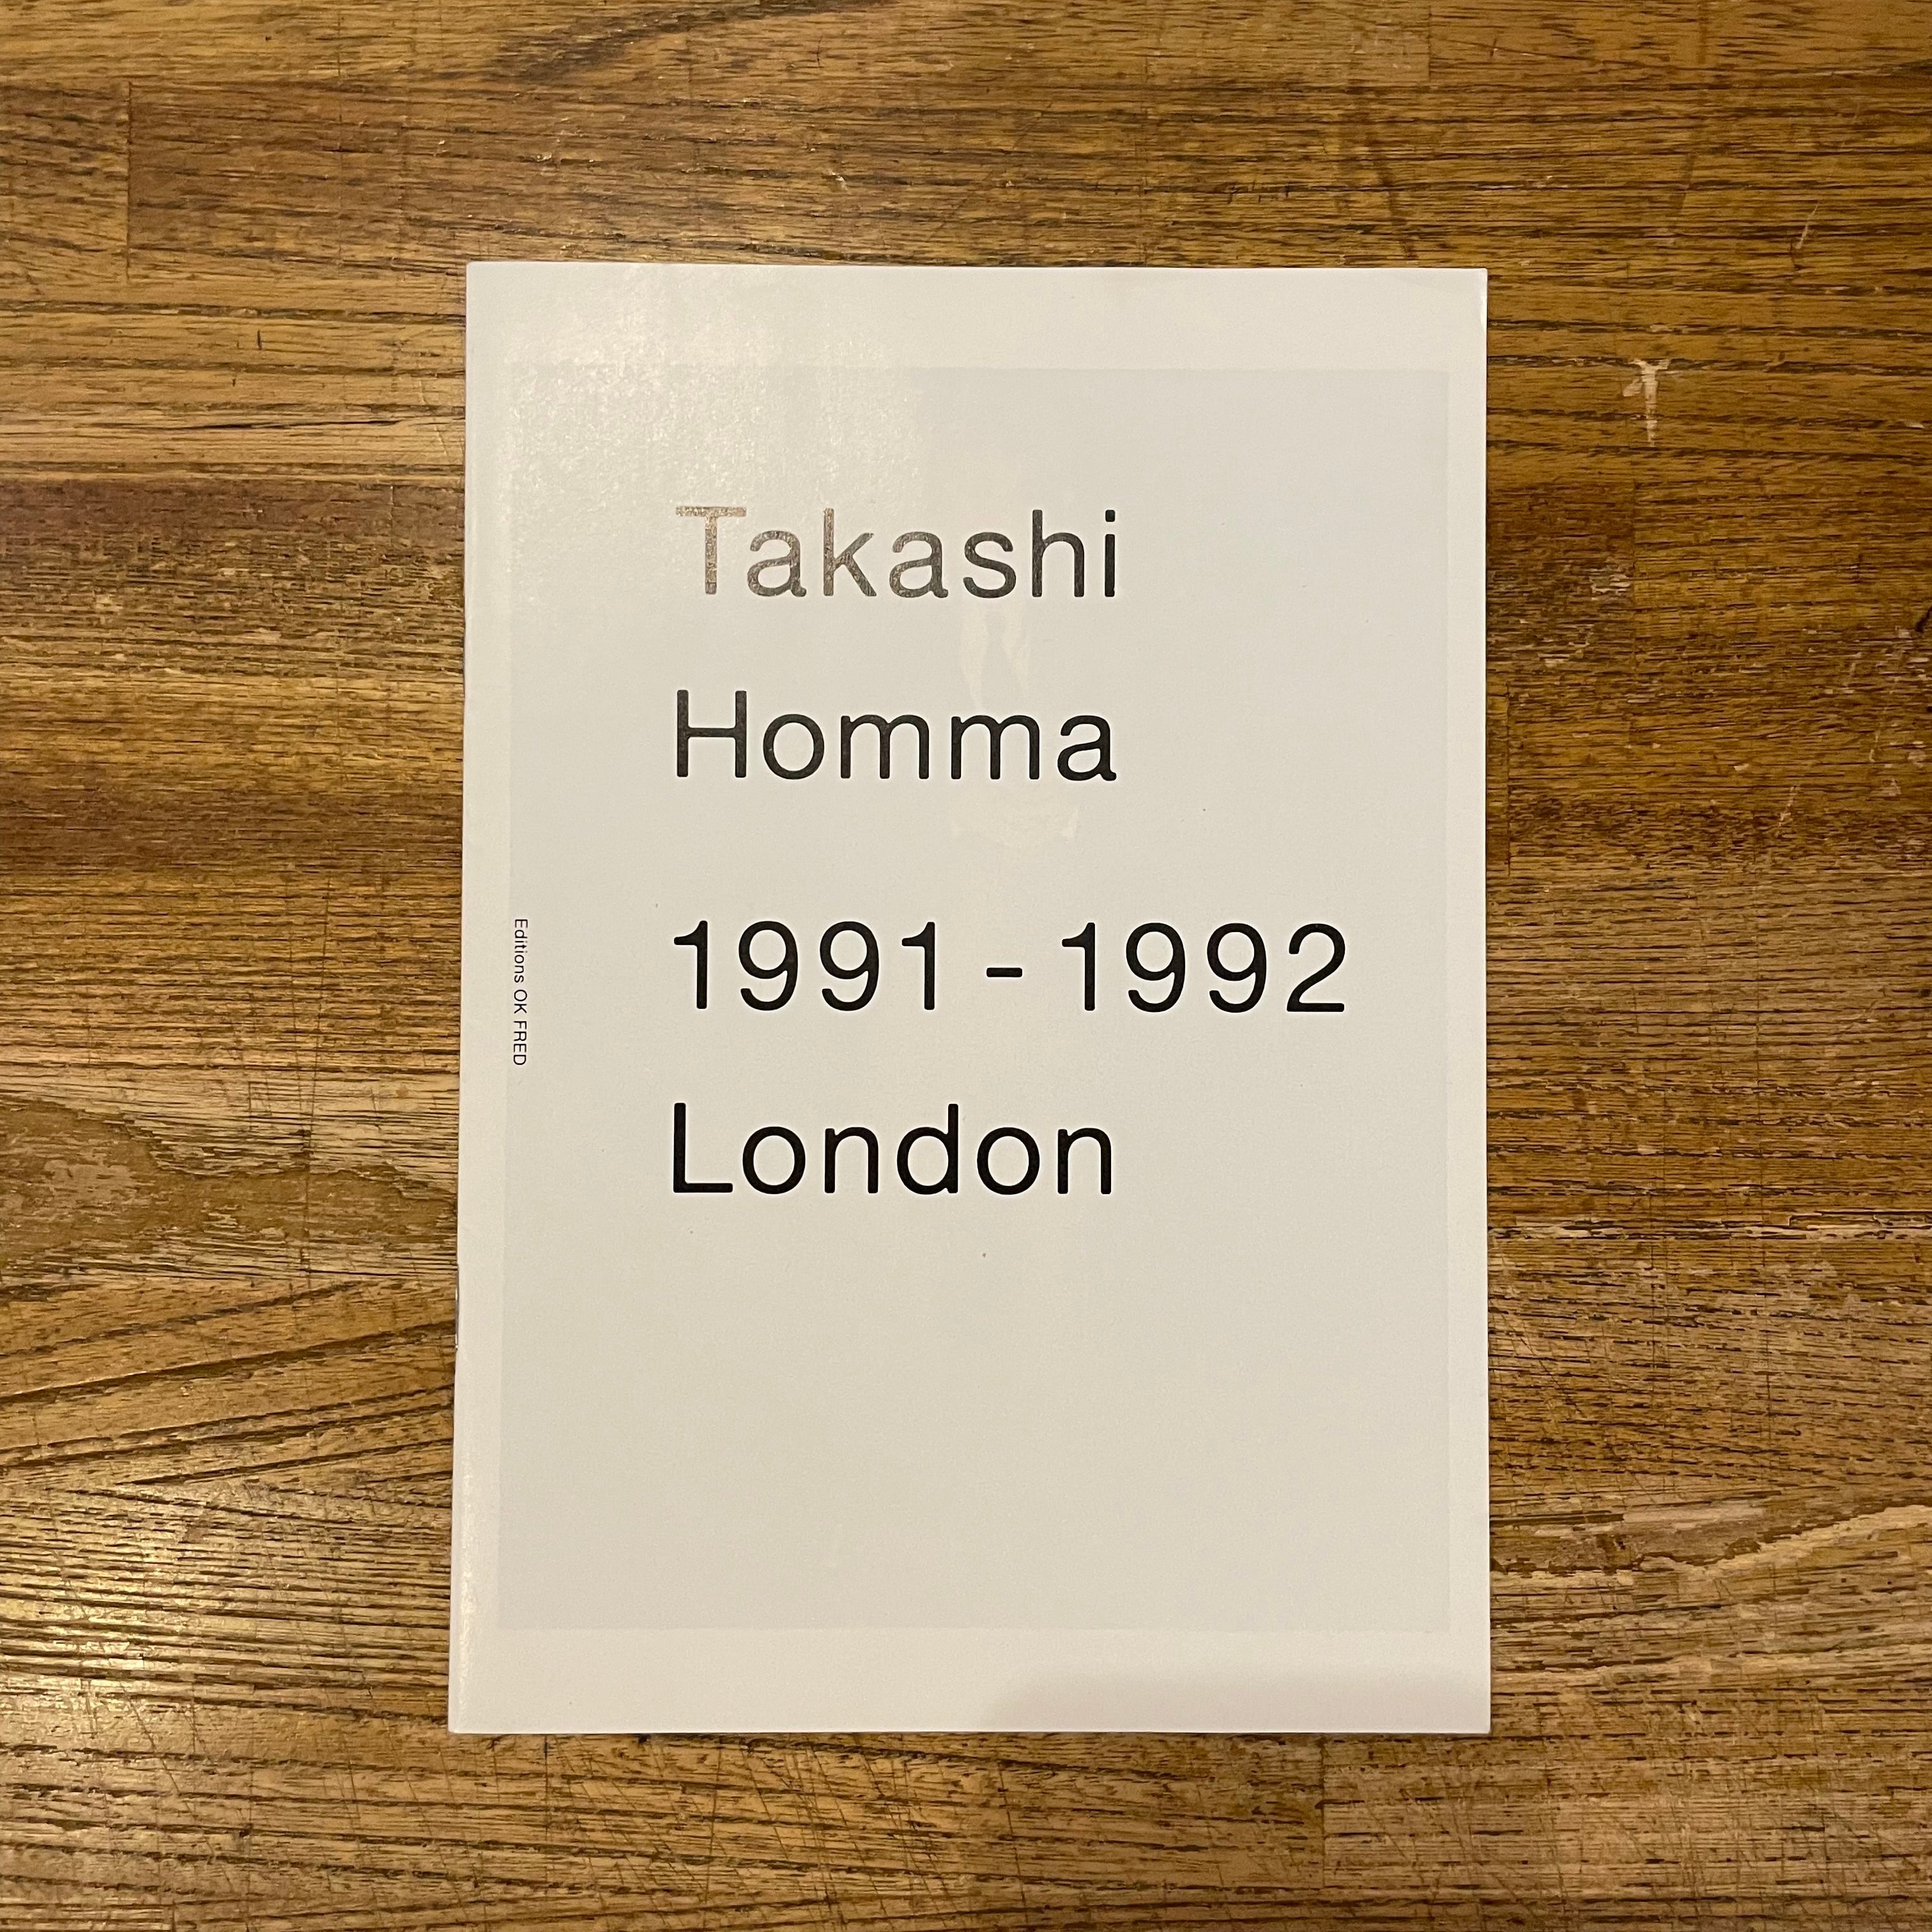 Takashi
Homma
1991 - 1992
London
Editions OK FRED